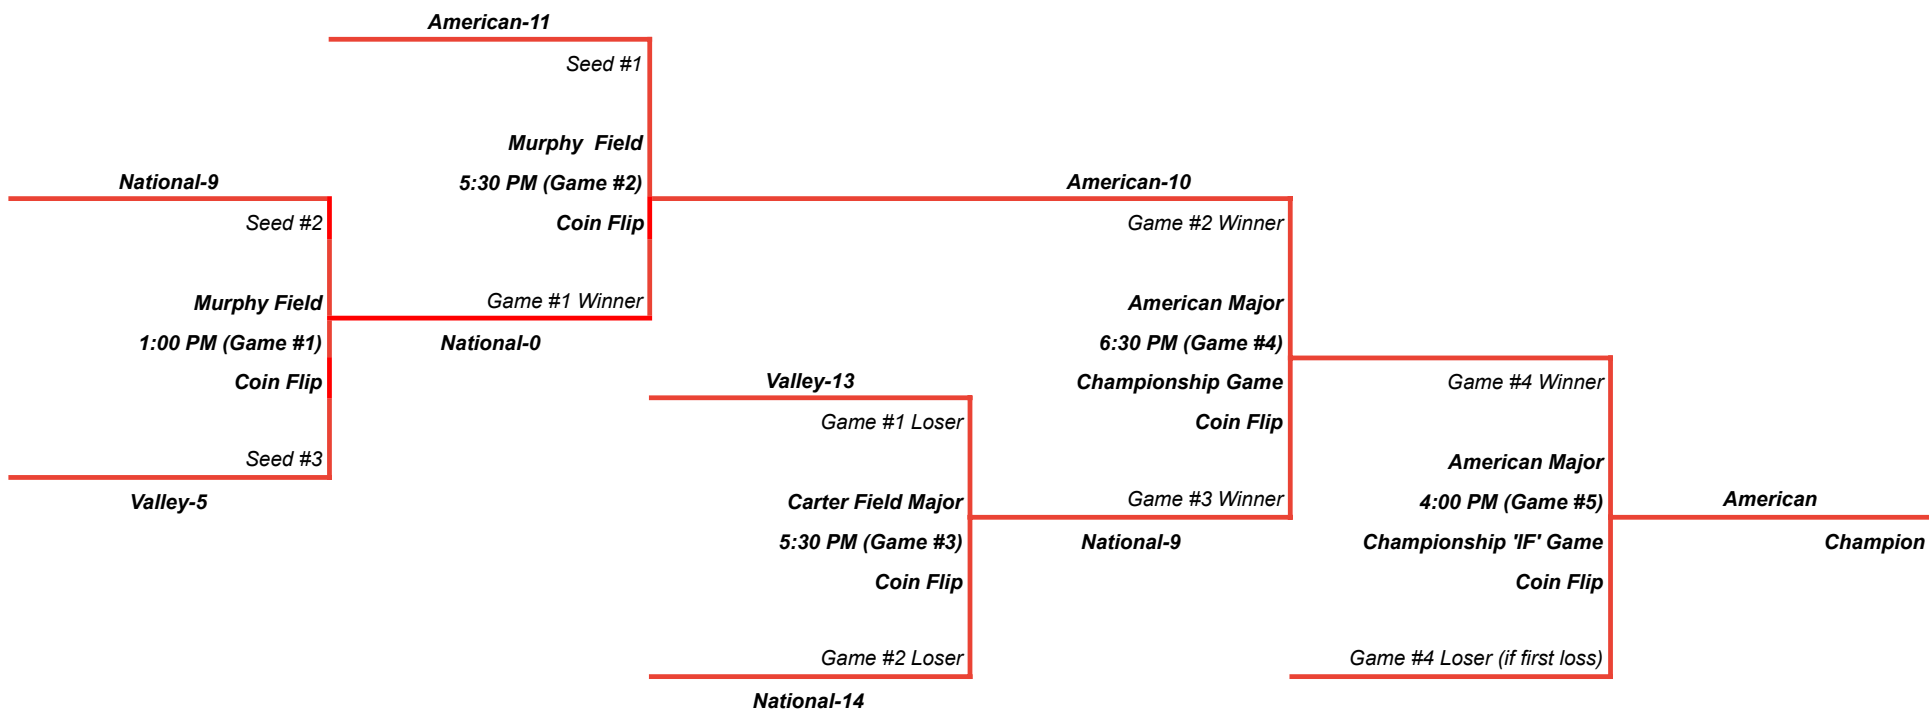 American-11
Seed #1
Murphy  Field
5:30 PM (Game #2)
Coin Flip
Game #1 Winner
National-0
National-9
Seed #2
Murphy Field
1:00 PM (Game #1)
Coin Flip
Seed #3
Valley-5
American-10
Game #2 Winner
American Major
6:30 PM (Game #4)
Championship Game
Coin Flip
Game #3 Winner
National-9
Valley-13
Game #1 Loser
Carter Field Major
5:30 PM (Game #3)
Coin Flip
Game #2 Loser
National-14
Game #4 Winner
American Major
4:00 PM (Game #5)
Championship 'IF' Game
Coin Flip
Game #4 Loser (if first loss)
American
Champion